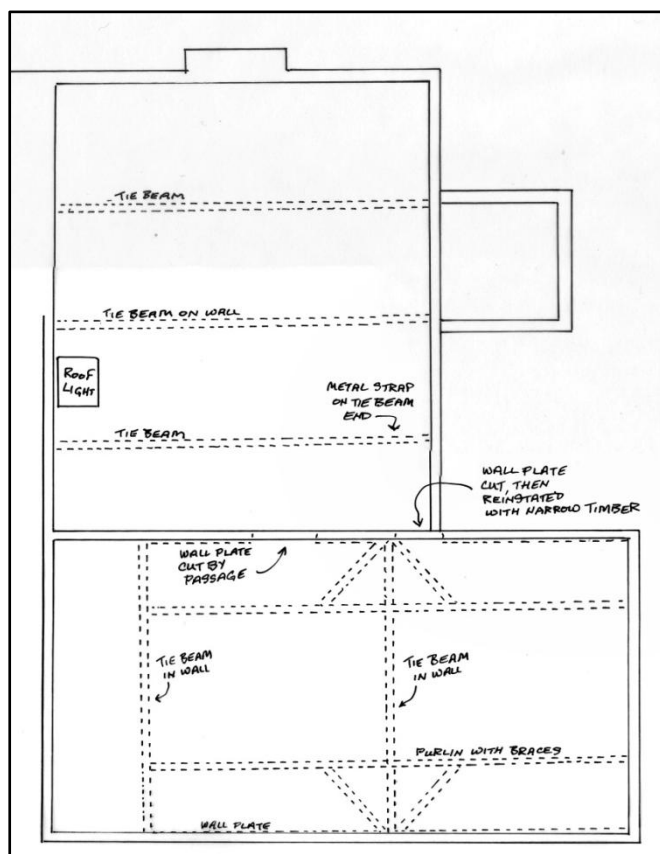 TIE BEAM
TIE BEAM ON WALL
ROOF
LIGHT
METAL STRAP
ON TIE BEAM
END
TIE BEAM
WALL PLATE
CUT, THEN
REINSTATED
WITH NARROW TIMBER
WALL PLATE
CUT BY
PASSAGE
TIE BEAM
IN WALL
TIE BEAM
IN WALL
PURLIN WITH BRACES
WALL PLATE